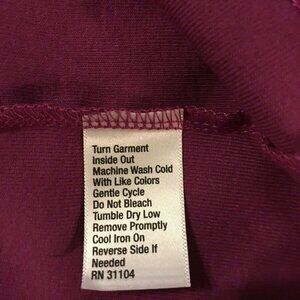 Turn Garment
Inside Out
Machine Wash Cold
With Like Colors
Gentle Cycle
Do Not Bleach
Tumble Dry Low
Remove Promptly
Cool Iron On
Reverse Side If
Needed
RN 31104